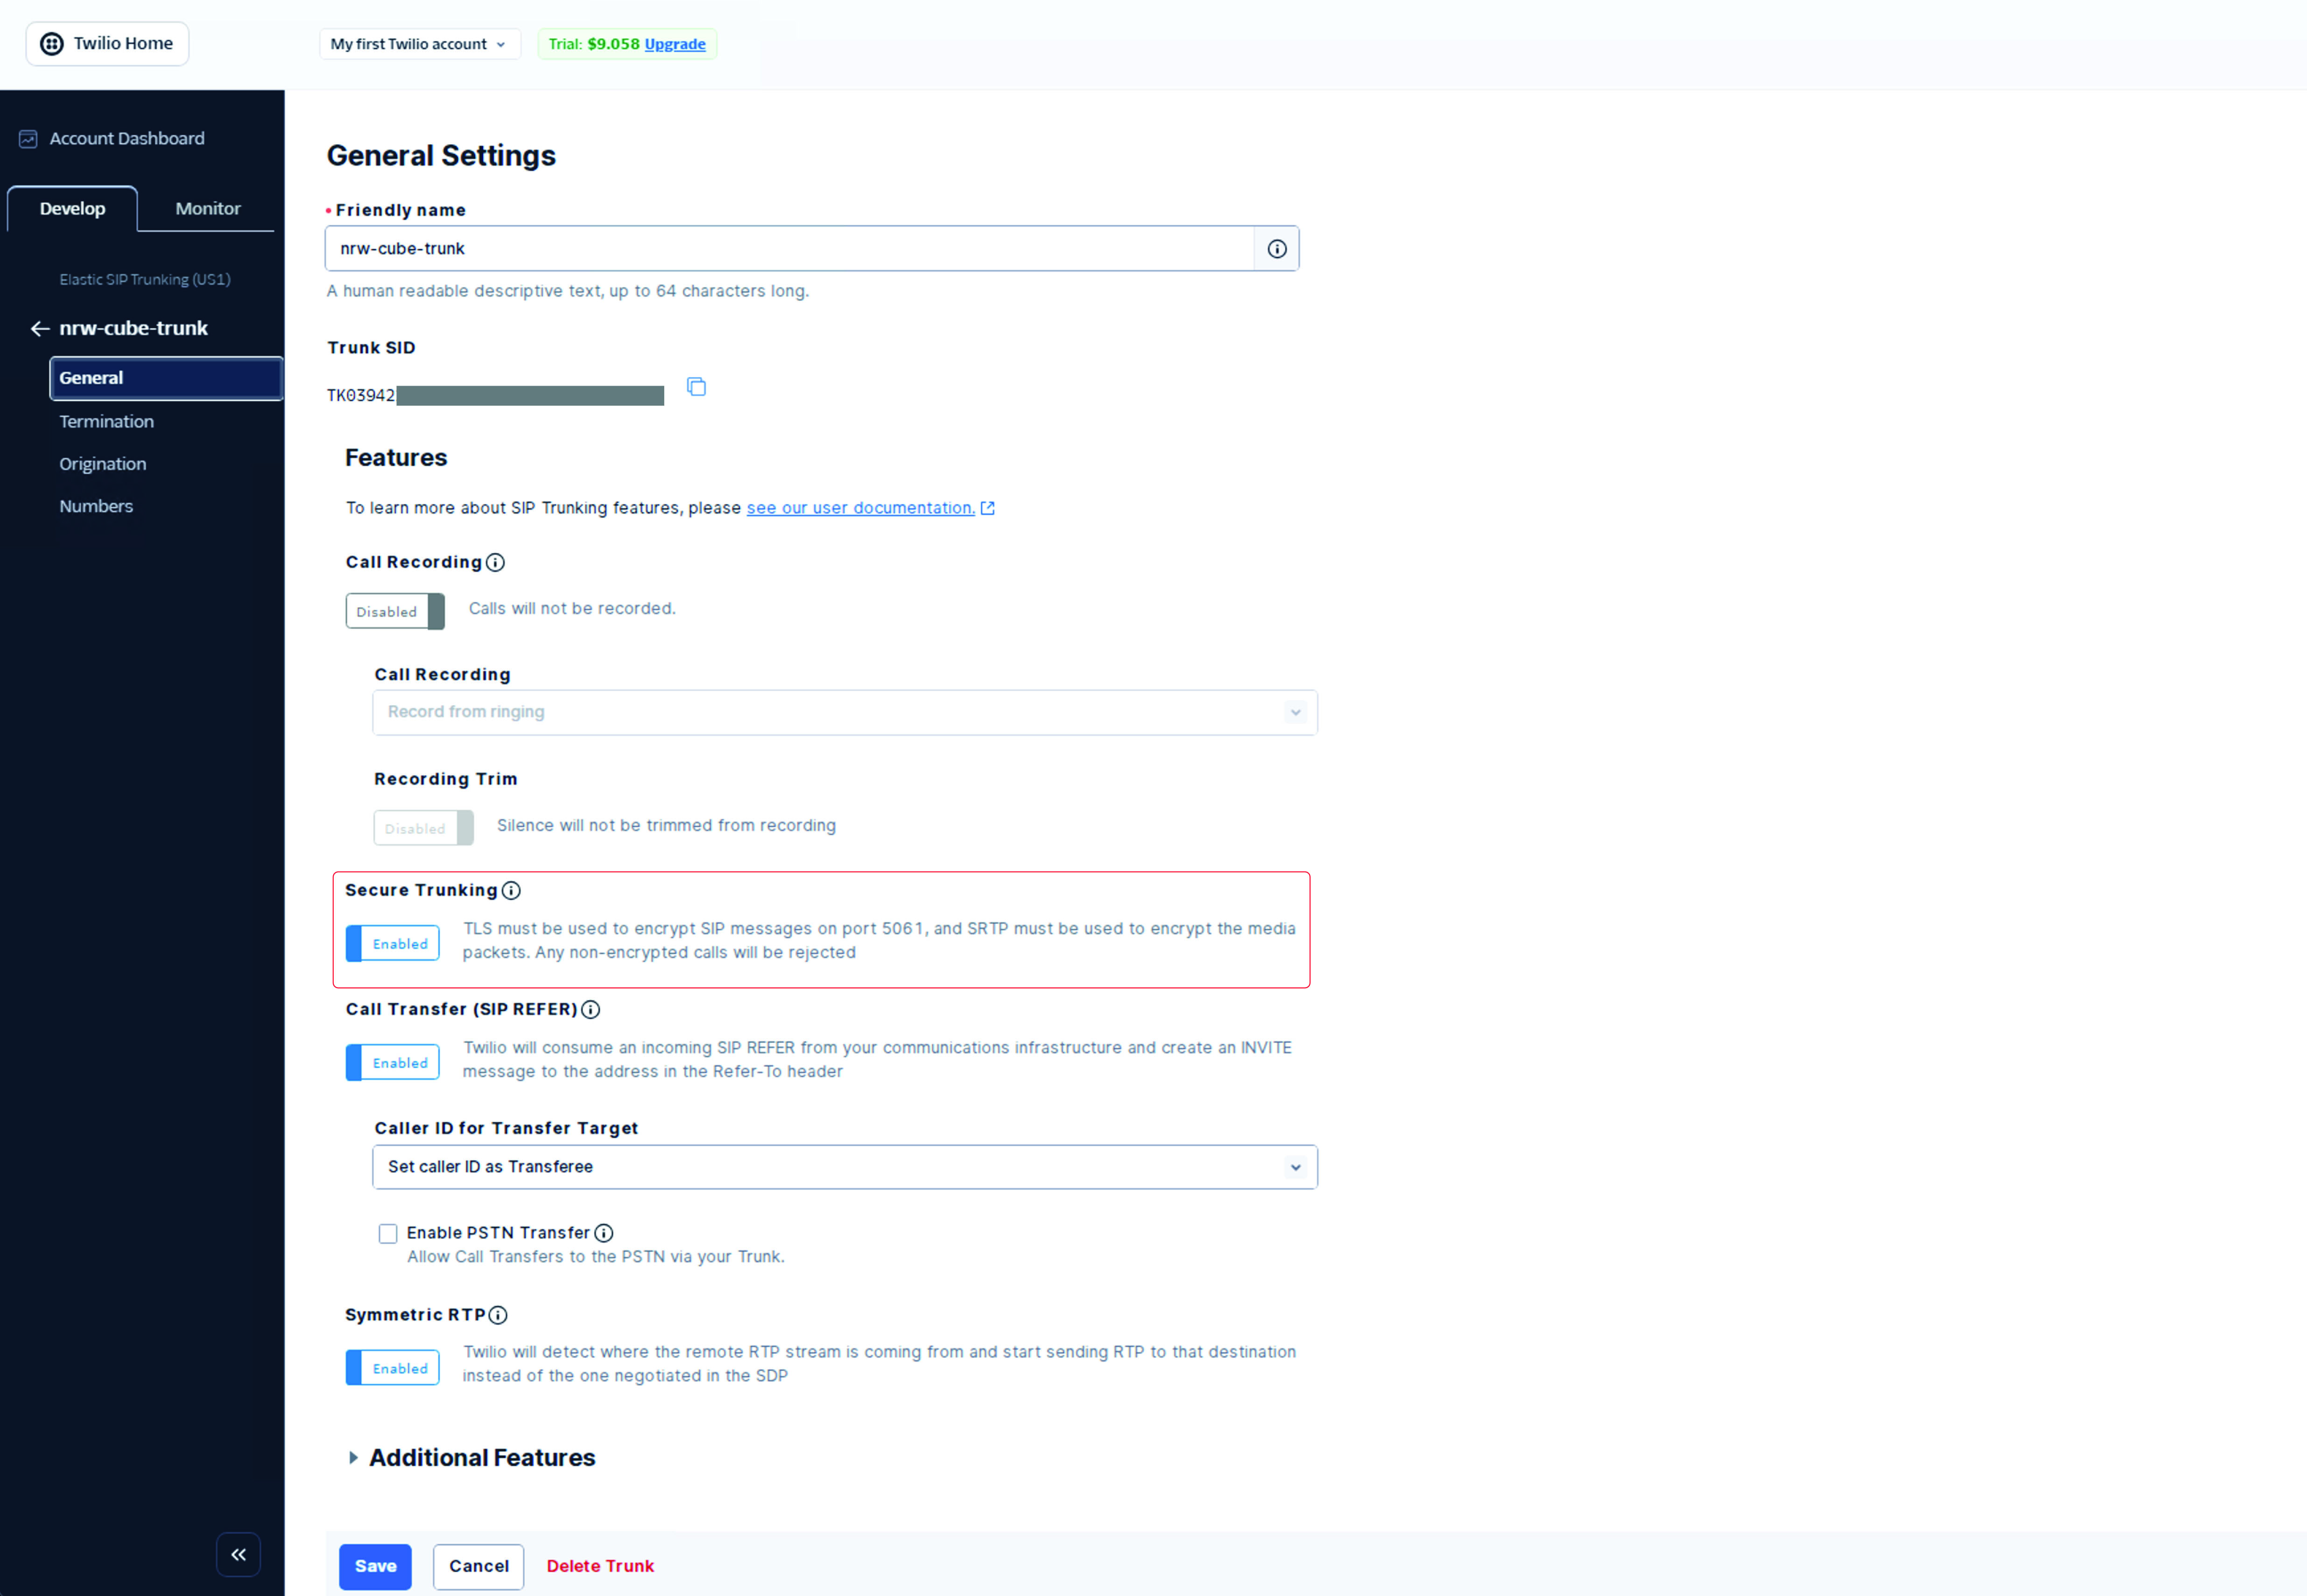 Twilio Home
My first Twilio account
Trial: $9.058 Upgrade
Account Dashboard
Develop
Monitor
Elastic SIP Trunking (US1)
nrw-cube-trunk
General
Termination
Origination
Numbers
General Settings
Friendly name
nrw-cube-trunk
A human readable descriptive text, up to 64 characters long.
Trunk SID
TK03942
Features
To learn more about SIP Trunking features, please see our user documentation.
Call Recording
Disabled
Calls will not be recorded.
Call Recording
Record from ringing
Recording Trim
Disabled
Silence will not be trimmed from recording
Secure Trunking
Enabled
TLS must be used to encrypt SIP messages on port 5061, and SRTP must be used to encrypt the media
packets. Any non-encrypted calls will be rejected
Call Transfer (SIP REFER)
Enabled
Twilio will consume an incoming SIP REFER from your communications infrastructure and create an INVITE
message to the address in the Refer-To header
Caller ID for Transfer Target
Set caller ID as Transferee
Enable PSTN Transfer
Allow Call Transfers to the PSTN via your Trunk.
Symmetric RTP
Enabled
Twilio will detect where the remote RTP stream is coming from and start sending RTP to that destination
instead of the one negotiated in the SDP
Additional Features
Save
Cancel
Delete Trunk